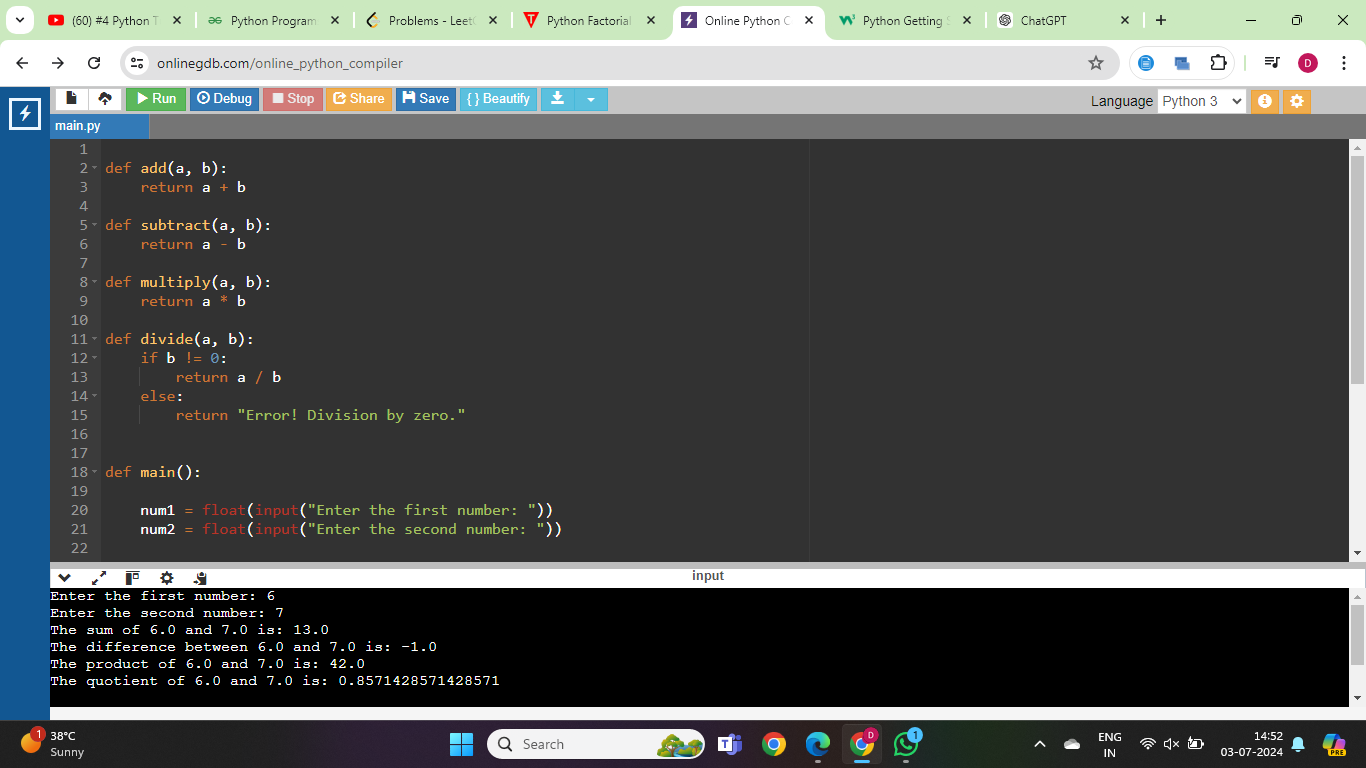 (60) #4 Python T
Python Program
Problems - Leet
Python Factorial
Online Python C
Python Getting S
ChatGPT
onlinegdb.com/online_python_compiler
D
Run
Debug
Stop
Share
Save
{ } Beautify
Language Python 3
main.py
1
2 def add(a, b):
3     return a + b
4
5 def subtract(a, b):
6     return a - b
7
8 def multiply(a, b):
9     return a * b
10
11 def divide(a, b):
12     if b != 0:
13         return a / b
14     else:
15         return "Error! Division by zero."
16
17
18 def main():
19
20     num1 = float(input("Enter the first number: "))
21     num2 = float(input("Enter the second number: "))
22
input
Enter the first number: 6
Enter the second number: 7
The sum of 6.0 and 7.0 is: 13.0
The difference between 6.0 and 7.0 is: -1.0
The product of 6.0 and 7.0 is: 42.0
The quotient of 6.0 and 7.0 is: 0.8571428571428571
1
38°C
Sunny
Search
D
1
ENG
IN
14:52
03-07-2024
PRE